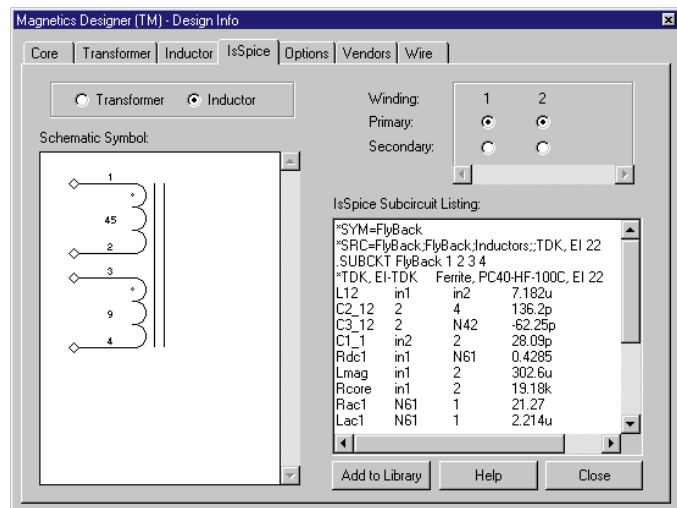 Magnetics Designer (TM) - Design Info
Core Transformer Inductor IsSpice Options Vendors Wire
Transformer Inductor
Schematic Symbol:
1
45
2
3
9
4
Winding: 1 2
Primary:
Secondary:
IsSpice Subcircuit Listing:
*SYM=FlyBack
*SRC=FlyBack;FlyBack;Inductors;;TDK, EI 22
.SUBCKT FlyBack 1 2 3 4
*TDK, EI-TDK Ferrite, PC40-HF-100C, EI 22
L12 in1 in2 7.182u
C2_12 2 4 136.2p
C3_12 2 N42 -62.25p
C1_1 in2 2 28.09p
Rdc1 in1 N61 0.4285
Lmag in1 2 302.6u
Rcore in1 2 19.18k
Rac1 N61 1 21.27
Lac1 N61 1 2.214u
Add to Library Help Close